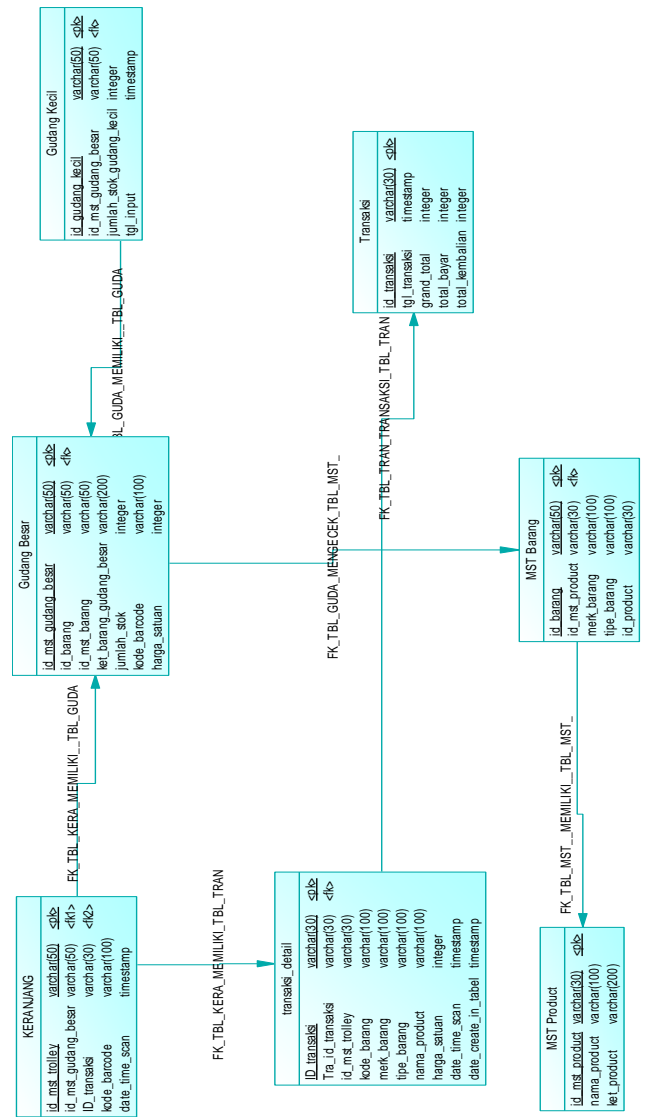 KERANJANG
id_mst_trolley varchar(50) <pk>
id_mst_gudang_besar varchar(50) <fk1>
ID_transaksi varchar(30) <fk2>
kode_barcode varchar(100)
date_time_scan timestamp
FK_TBL_KERA_MEMILIKI__TBL_GUDA
Gudang Besar
id_mst_gudang_besar varchar(50) <pk>
id_barang varchar(50) <fk>
id_mst_barang varchar(50)
ket_barang_gudang_besar varchar(200)
jumlah_stok integer
kode_barcode varchar(100)
harga_satuan integer
BL_GUDA_MEMILIKI__TBL_GUDA
Gudang Kecil
id_gudang_kecil varchar(50) <pk>
id_mst_gudang_besar varchar(50) <fk>
jumlah_stok_gudang_kecil integer
tgl_input timestamp
FK_TBL_KERA_MEMILIKI_TBL_TRAN
FK_TBL_GUDA_MENGECEK_TBL_MST_
transaksi_detail
ID_transaksi varchar(30) <pk>
Tra_id_transaksi varchar(30) <fk>
id_mst_trolley varchar(30)
kode_barang varchar(100)
merk_barang varchar(100)
tipe_barang varchar(100)
nama_product varchar(100)
harga_satuan integer
date_time_scan timestamp
date_create_in_tabel timestamp
FK_TBL_TRAN_TRANSAKSI_TBL_TRAN
Transaksi
id_transaksi varchar(30) <pk>
tgl_transaksi timestamp
grand_total integer
total_bayar integer
total_kembalian integer
MST Product
id_mst_product varchar(30) <pk>
nama_product varchar(100)
ket_product varchar(200)
FK_TBL_MST__MEMILIKI__TBL_MST_
MST Barang
id_barang varchar(50) <pk>
id_mst_product varchar(30) <fk>
merk_barang varchar(100)
tipe_barang varchar(100)
id_product varchar(30)